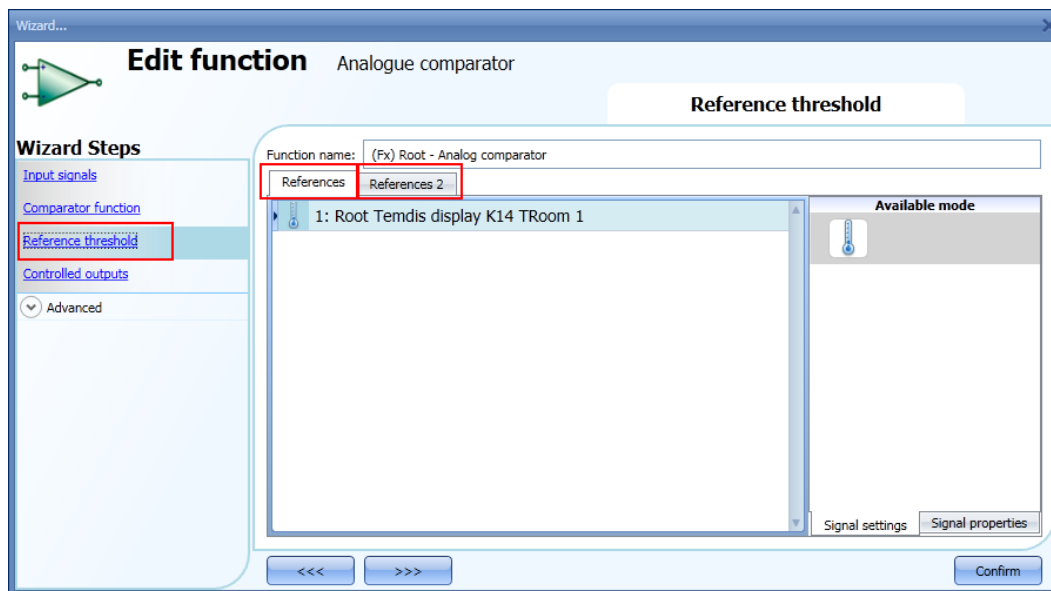 Wizard...
Edit function Analogue comparator
Reference threshold
Wizard Steps
Input signals
Comparator function
Reference threshold
Controlled outputs
Advanced
Function name: (Fx) Root - Analog comparator
References References 2
1: Root Temdis display K14 TRoom 1
Available mode
Signal settings Signal properties
<<< >>> Confirm